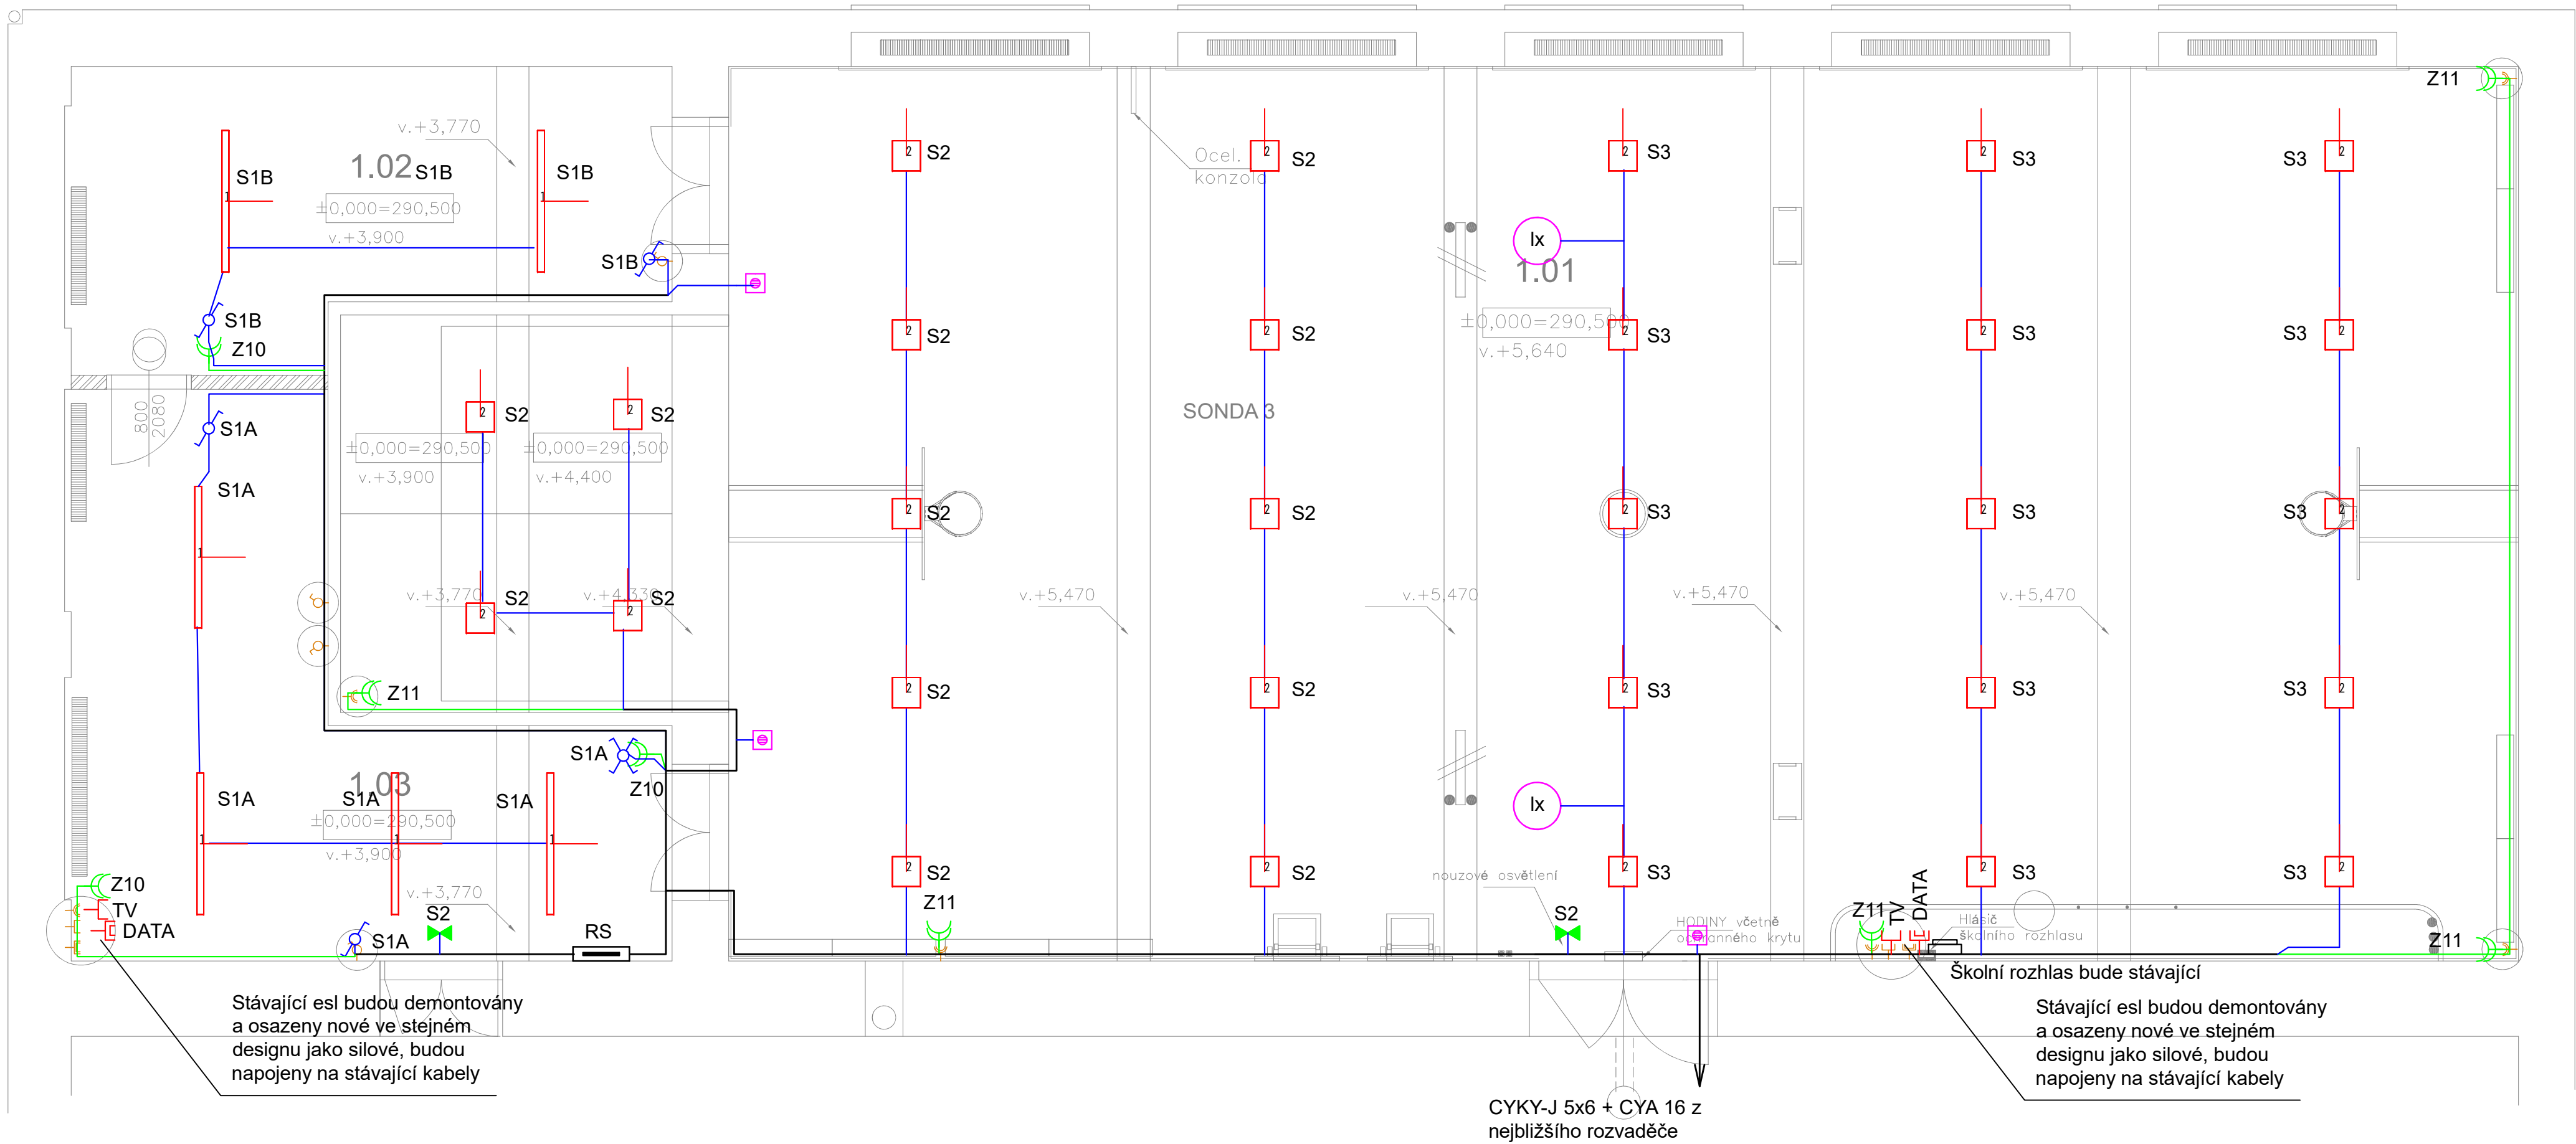 Z11
v.+3,770
1.02
S1B
S1B
S1B
±0,000=290,500
v.+3,900
S1B
S1B
Z10
800
2080
S2
S2
S3
S3
S3
Ocel.
konzola
lx
1.01
±0,000=290,500
v.+5,640
S2
S2
S3
S3
S3
SONDA 3
S1A
S1A
S2
S2
±0,000=290,500
±0,000=290,500
v.+3,900
v.+4,400
S2
S2
S3
S3
S3
S2
S2
v.+3,770
v.+4,330
v.+5,470
v.+5,470
v.+5,470
v.+5,470
Z11
S2
S2
S3
S3
S3
S1A
Z10
1.03
S1A
S1A
S1A
±0,000=290,500
v.+3,900
lx
v.+3,770
S2
S2
S3
S3
S3
Z10
TV
DATA
S1A
S2
RS
Z11
nouzové osvětlení
S2
HODINY včetně
ochranného krytu
Z11
TV
DATA
Hlásič
školního rozhlasu
Z11
Školní rozhlas bude stávající
Stávající esl budou demontovány
a osazeny nové ve stejném
designu jako silové, budou
napojeny na stávající kabely
Stávající esl budou demontovány
a osazeny nové ve stejném
designu jako silové, budou
napojeny na stávající kabely
CYKY-J 5x6 + CYA 16 z
nejbližšího rozvaděče